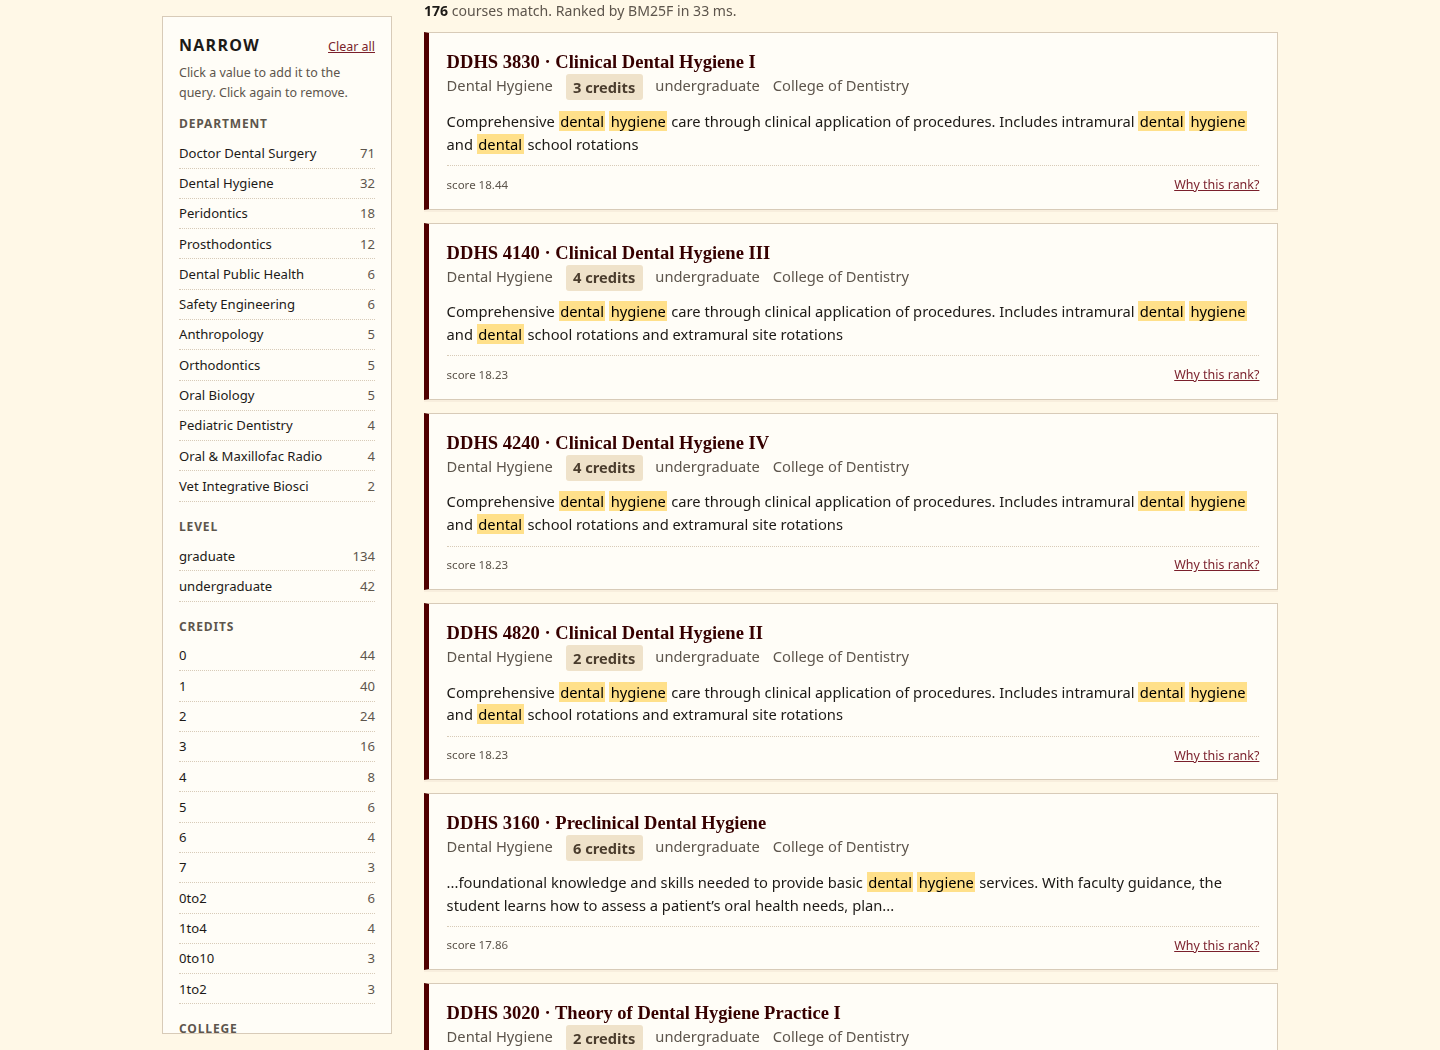 NARROW
Clear all
Click a value to add it to the
query. Click again to remove.
DEPARTMENT
Doctor Dental Surgery 71
Dental Hygiene 32
Peridontics 18
Prosthodontics 12
Dental Public Health 6
Safety Engineering 6
Anthropology 5
Orthodontics 5
Oral Biology 5
Pediatric Dentistry 4
Oral & Maxillofac Radio 4
Vet Integrative Biosci 2
LEVEL
graduate 134
undergraduate 42
CREDITS
0 44
1 40
2 24
3 16
4 8
5 6
6 4
7 3
0to2 6
1to4 4
0to10 3
1to2 3
COLLEGE
176 courses match. Ranked by BM25F in 33 ms.
DDHS 3830 · Clinical Dental Hygiene I
Dental Hygiene 3 credits undergraduate College of Dentistry
Comprehensive dental hygiene care through clinical application of procedures. Includes intramural dental hygiene
and dental school rotations
score 18.44 Why this rank?
DDHS 4140 · Clinical Dental Hygiene III
Dental Hygiene 4 credits undergraduate College of Dentistry
Comprehensive dental hygiene care through clinical application of procedures. Includes intramural dental hygiene
and dental school rotations and extramural site rotations
score 18.23 Why this rank?
DDHS 4240 · Clinical Dental Hygiene IV
Dental Hygiene 4 credits undergraduate College of Dentistry
Comprehensive dental hygiene care through clinical application of procedures. Includes intramural dental hygiene
and dental school rotations and extramural site rotations
score 18.23 Why this rank?
DDHS 4820 · Clinical Dental Hygiene II
Dental Hygiene 2 credits undergraduate College of Dentistry
Comprehensive dental hygiene care through clinical application of procedures. Includes intramural dental hygiene
and dental school rotations and extramural site rotations
score 18.23 Why this rank?
DDHS 3160 · Preclinical Dental Hygiene
Dental Hygiene 6 credits undergraduate College of Dentistry
…foundational knowledge and skills needed to provide basic dental hygiene services. With faculty guidance, the
student learns how to assess a patient’s oral health needs, plan…
score 17.86 Why this rank?
DDHS 3020 · Theory of Dental Hygiene Practice I
Dental Hygiene 2 credits undergraduate College of Dentistry